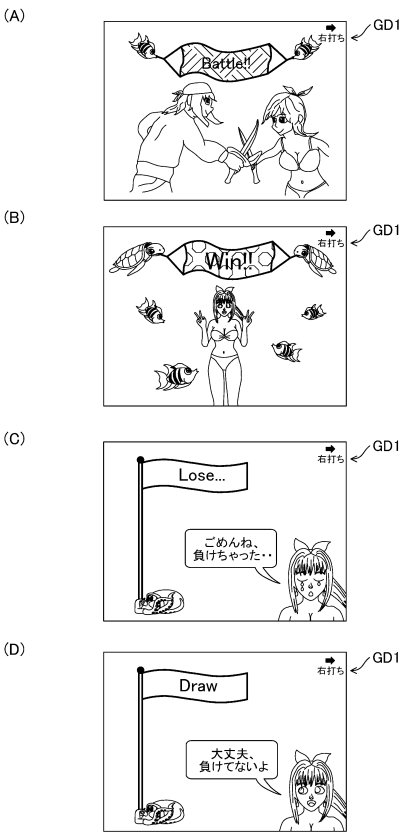 (A)
右打ち
GD1
Battle!!
(B)
右打ち
GD1
Win!!
(C)
右打ち
GD1
Lose...
ごめんね、
負けちゃった・・
(D)
右打ち
GD1
Draw
大丈夫、
負けてないよ